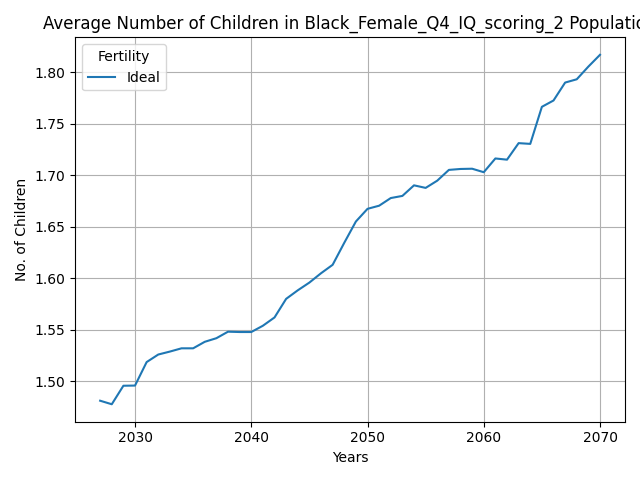 Average Number of Children in Black_Female_Q4_IQ_scoring_2 Populatio
Fertility
Ideal
1.80
1.75
1.70
1.65
1.60
1.55
1.50
No. of Children
2030 2040 2050 2060 2070
Years